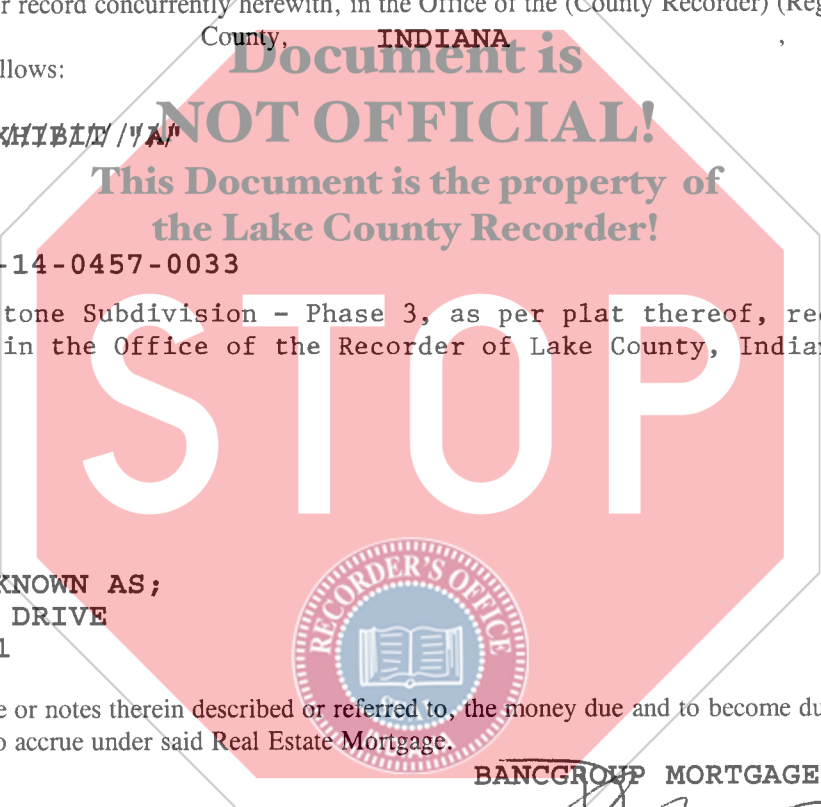 r record concurrently herewith, in the Office of the (County Recorder) (Reg
County, INDIANA ,
llows:
Document is
NOT OFFICIAL!
XHIBIT "A"
This Document is the property of
the Lake County Recorder!
-14-0457-0033
tone Subdivision - Phase 3, as per plat thereof, re
in the Office of the Recorder of Lake County, India
STOP
KNOWN AS;
DRIVE
1
RECORDER'S OFFICE
e or notes therein described or referred to, the money due and to become du
o accrue under said Real Estate Mortgage.
BANCGROUP MORTGAGE